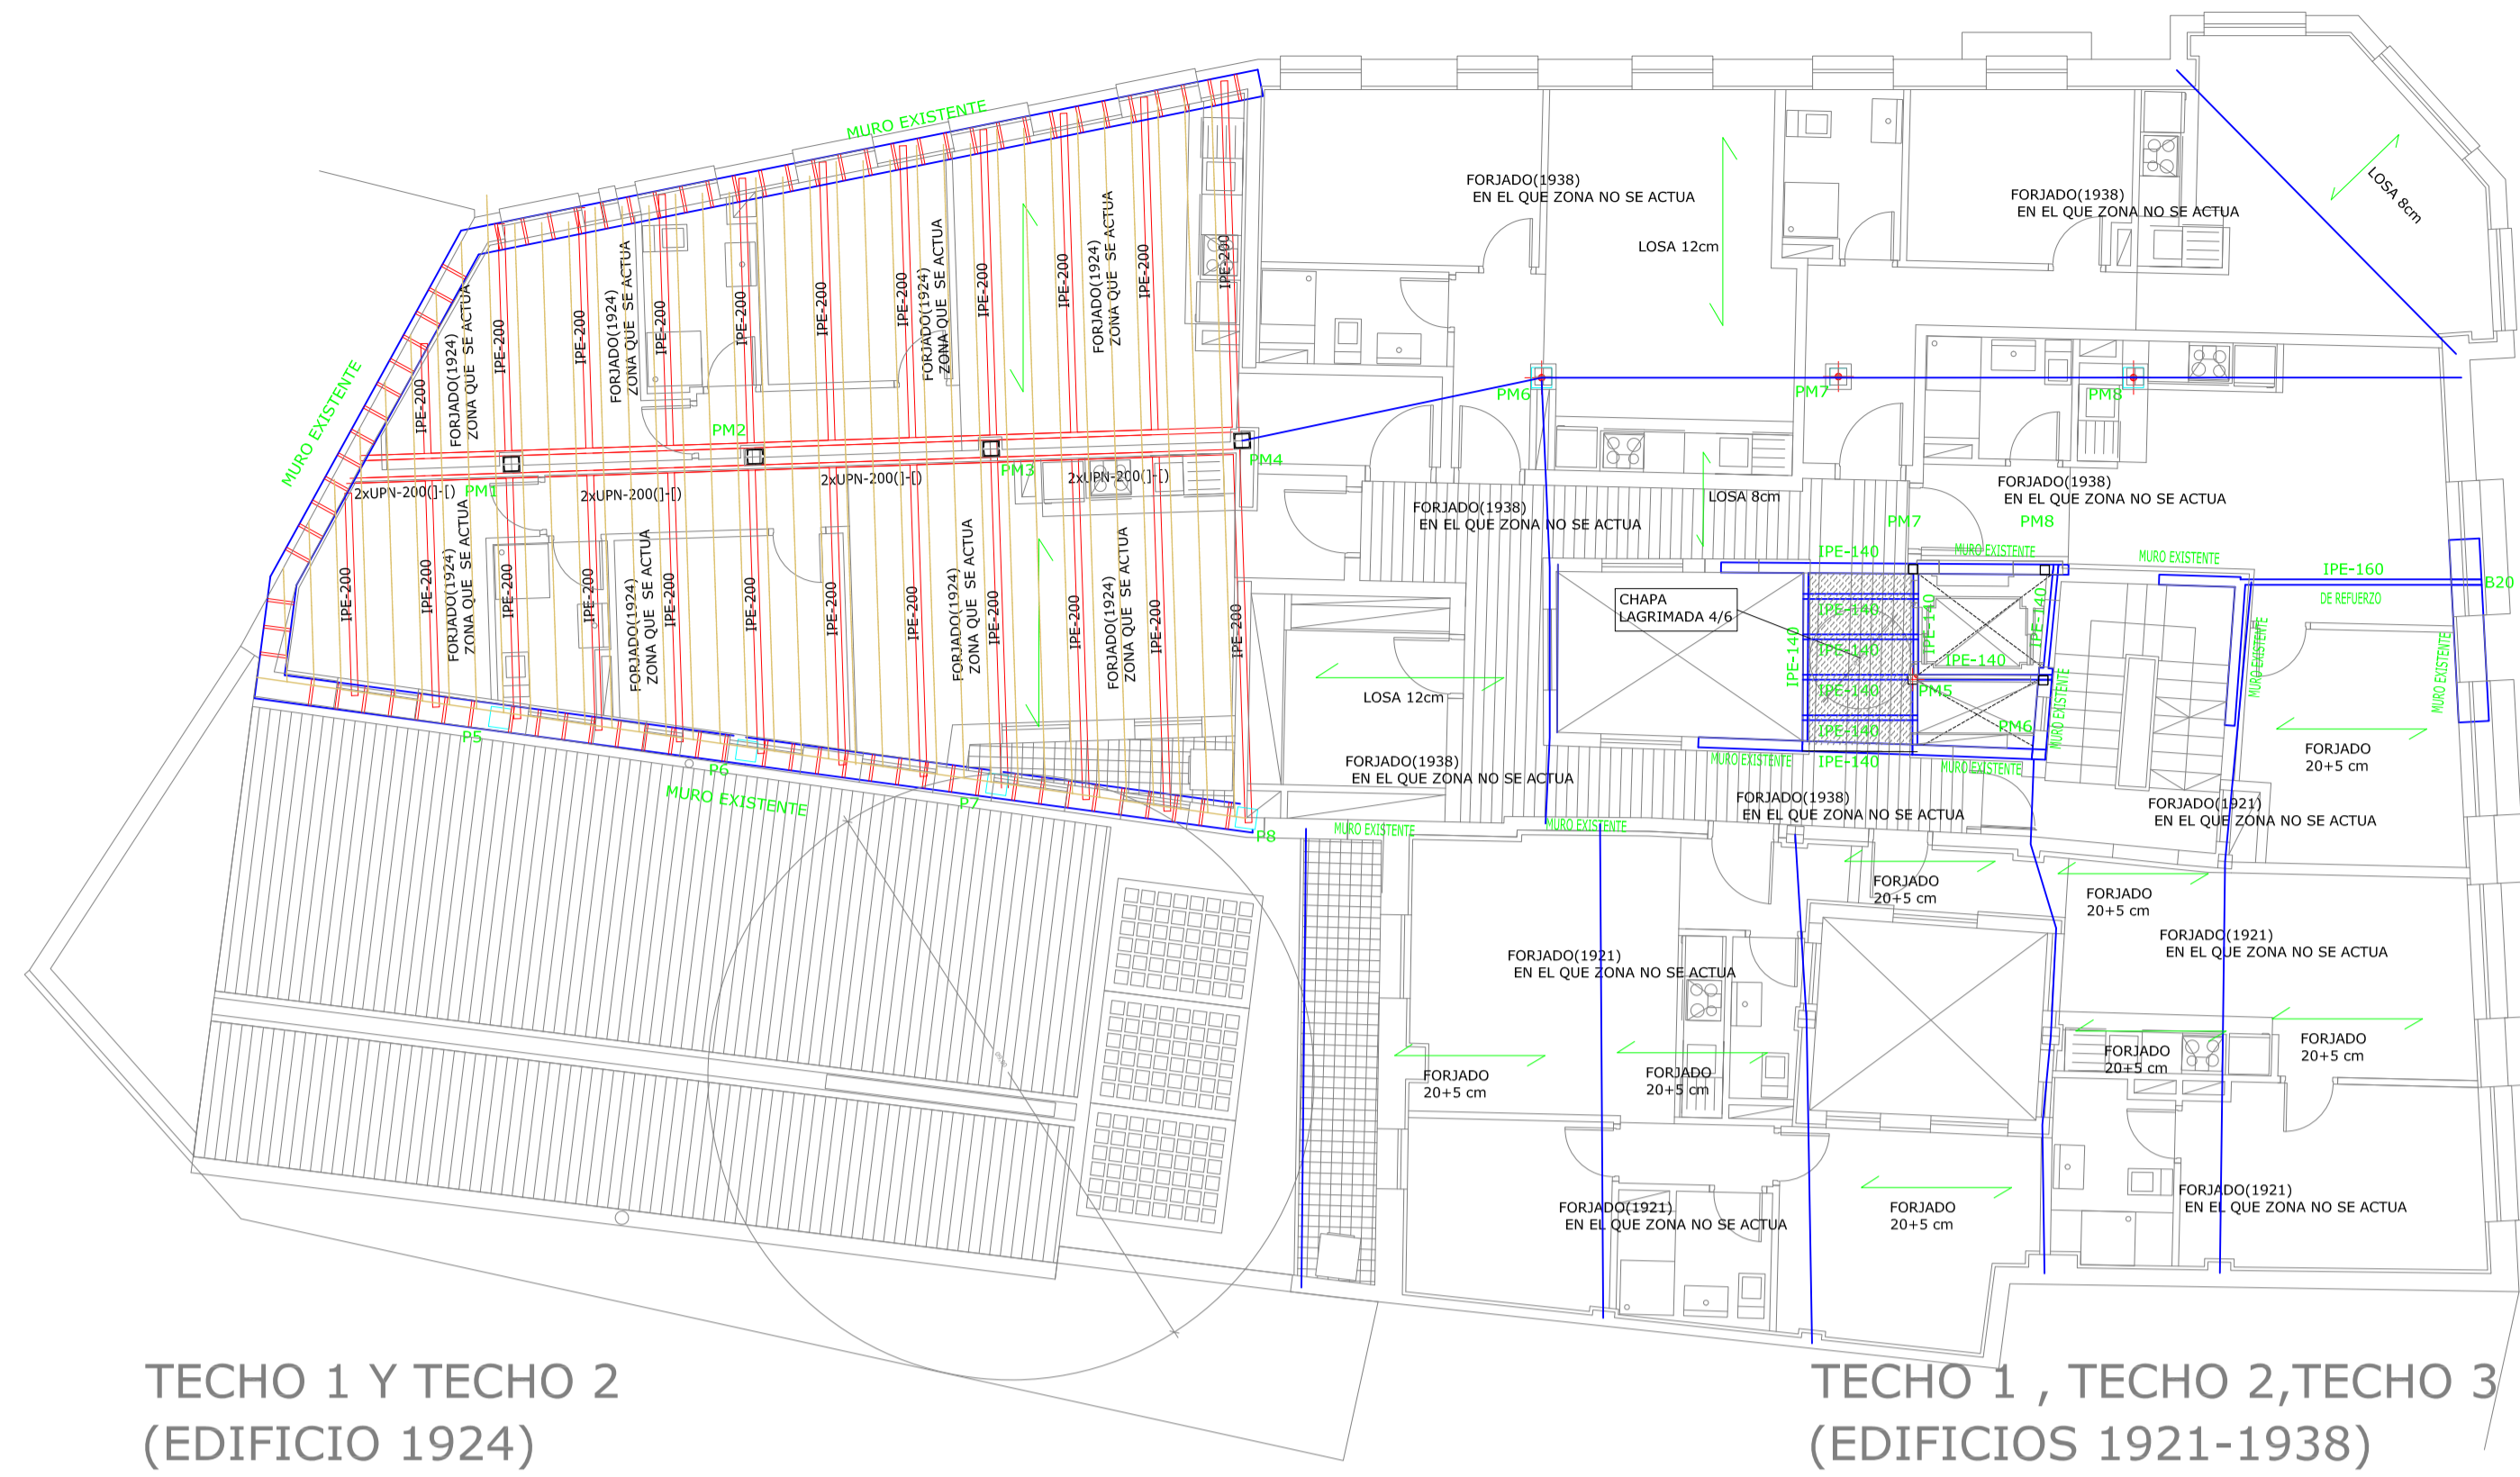 MURO EXISTENTE
FORJADO(1938)
EN EL QUE ZONA NO SE ACTUA
FORJADO(1938)
EN EL QUE ZONA NO SE ACTUA
LOSA 8cm
LOSA 12cm
MURO EXISTENTE
FORJADO(1924)
ZONA QUE  SE ACTUA
FORJADO(1924)
ZONA QUE  SE ACTUA
FORJADO(1924)
ZONA QUE  SE ACTUA
FORJADO(1924)
ZONA QUE  SE ACTUA
IPE-200
IPE-200
IPE-200
IPE-200
IPE-200
IPE-200
IPE-200
IPE-200
IPE-200
IPE-200
IPE-200
PM6
PM7
PM8
PM2
PM4
PM3
PM1
2xUPN-200(]-[)
2xUPN-200(]-[)
2xUPN-200(]-[)
2xUPN-200(]-[)
FORJADO(1938)
EN EL QUE ZONA NO SE ACTUA
FORJADO(1938)
EN EL QUE ZONA NO SE ACTUA
LOSA 8cm
PM7
PM8
IPE-140
MURO EXISTENTE
MURO EXISTENTE
IPE-160
DE REFUERZO
B20
CHAPA
LAGRIMADA 4/6
IPE-140
IPE-140
IPE-140
IPE-140
IPE-140
IPE-140
IPE-140
IPE-140
IPE-140
PM5
PM6
MURO EXISTENTE
MURO EXISTENTE
MURO EXISTENTE
MURO EXISTENTE
MURO EXISTENTE
FORJADO(1924)
ZONA QUE  SE ACTUA
FORJADO(1924)
ZONA QUE  SE ACTUA
FORJADO(1924)
ZONA QUE  SE ACTUA
FORJADO(1924)
ZONA QUE  SE ACTUA
IPE-200
IPE-200
IPE-200
IPE-200
IPE-200
IPE-200
IPE-200
IPE-200
IPE-200
IPE-200
IPE-200
IPE-200
LOSA 12cm
P5
P6
P7
P8
MURO EXISTENTE
FORJADO(1938)
EN EL QUE ZONA NO SE ACTUA
FORJADO(1938)
EN EL QUE ZONA NO SE ACTUA
FORJADO
20+5 cm
FORJADO(1921)
EN EL QUE ZONA NO SE ACTUA
MURO EXISTENTE
MURO EXISTENTE
FORJADO
20+5 cm
FORJADO
20+5 cm
FORJADO(1921)
EN EL QUE ZONA NO SE ACTUA
FORJADO(1921)
EN EL QUE ZONA NO SE ACTUA
FORJADO
20+5 cm
FORJADO
20+5 cm
FORJADO
20+5 cm
FORJADO
20+5 cm
FORJADO(1921)
EN EL QUE ZONA NO SE ACTUA
FORJADO
20+5 cm
FORJADO(1921)
EN EL QUE ZONA NO SE ACTUA
TECHO 1 Y TECHO 2
(EDIFICIO 1924)
TECHO 1 , TECHO 2,TECHO 3
(EDIFICIOS 1921-1938)